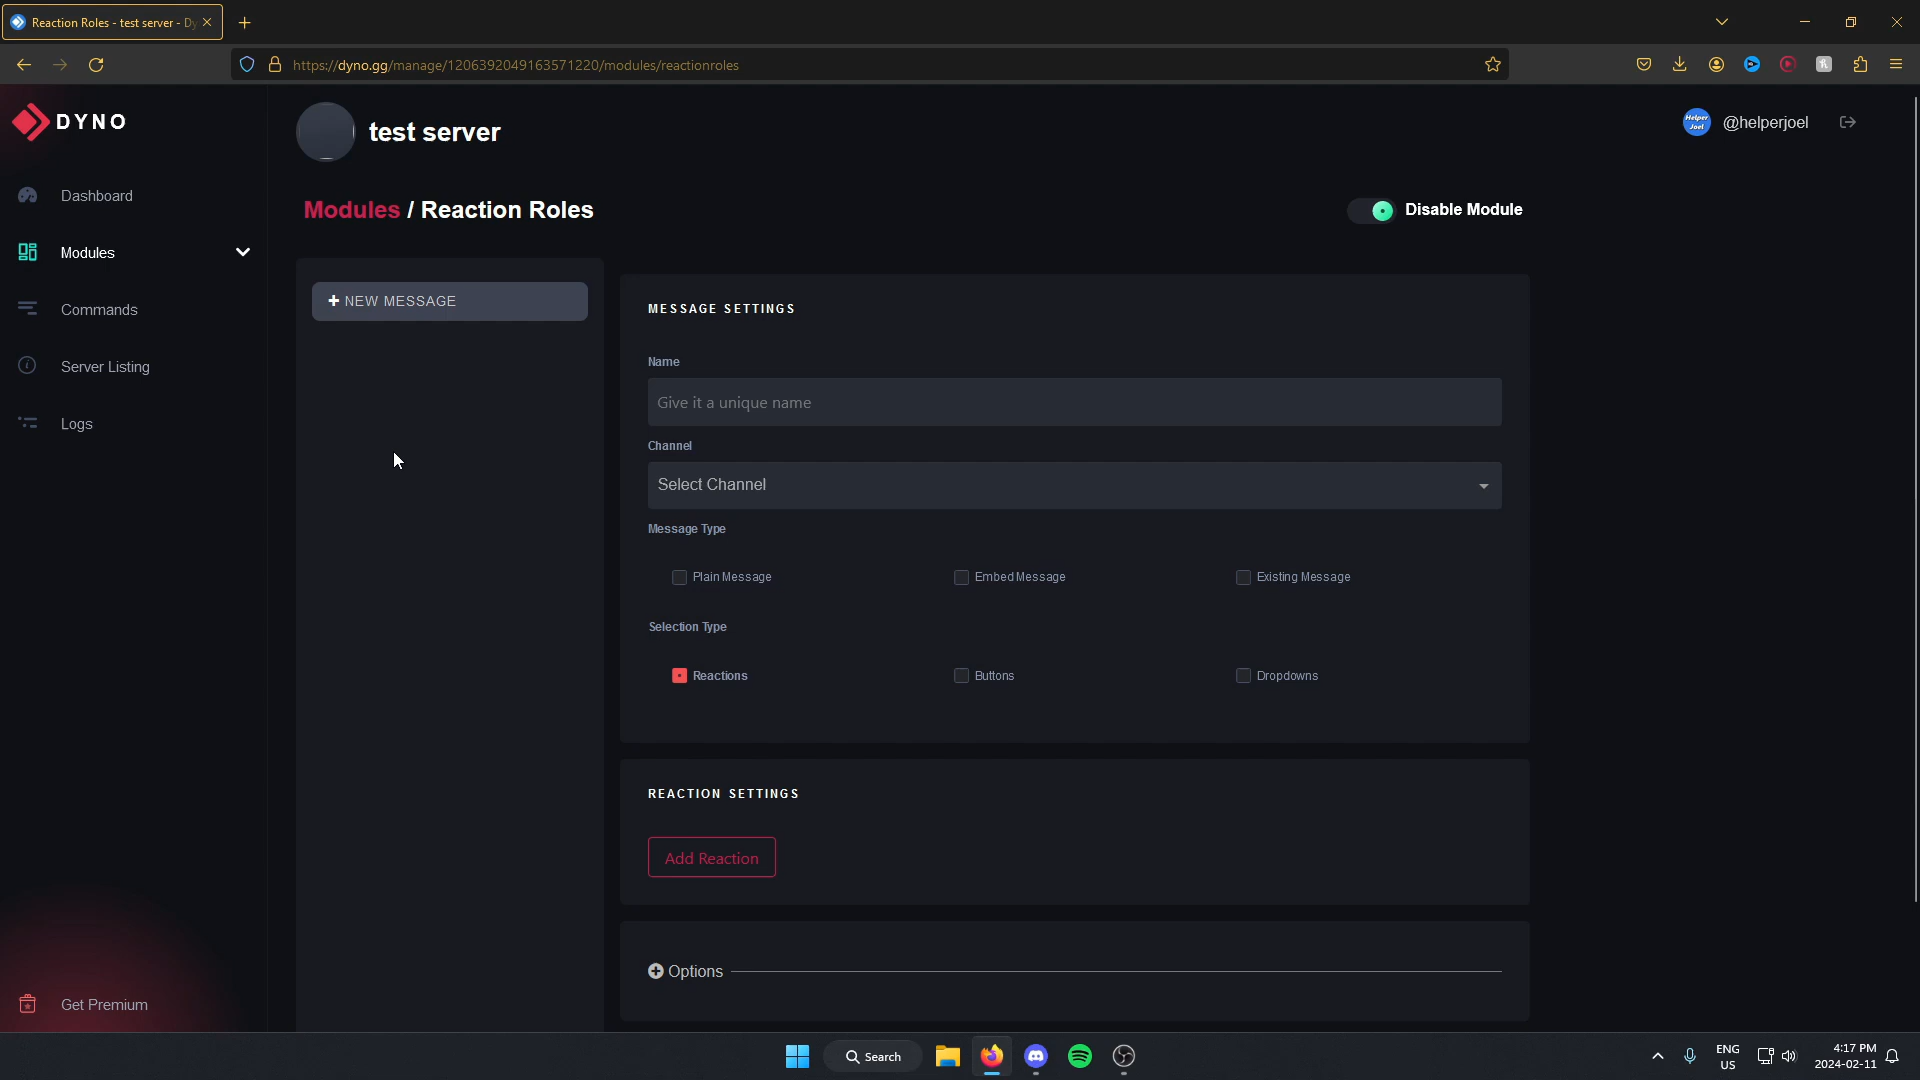 Reaction Roles - test server - Dy
https://dyno.gg/manage/1206392049163571220/modules/reactionroles
DYNO
test server
Helper Joel
@helperjoel
Dashboard
Modules
Commands
Server Listing
Logs
Get Premium
Modules / Reaction Roles
Disable Module
NEW MESSAGE
MESSAGE SETTINGS
Name
Give it a unique name
Channel
Select Channel
Message Type
Plain Message
Embed Message
Existing Message
Selection Type
Reactions
Buttons
Dropdowns
REACTION SETTINGS
Add Reaction
Options
Search
ENG
US
4:17 PM
2024-02-11